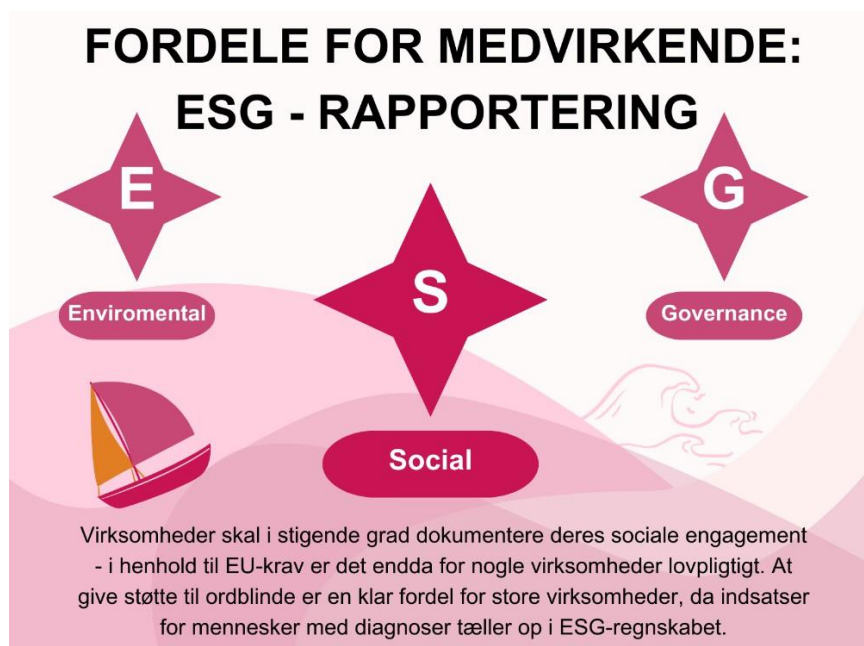 FORDELE FOR MEDVIRKENDE:
ESG - RAPPORTERING
E
G
S
Enviromental
Governance
Social
Virksomheder skal i stigende grad dokumentere deres sociale engagement
- i henhold til EU-krav er det endda for nogle virksomheder lovpligtigt. At
give støtte til ordblinde er en klar fordel for store virksomheder, da indsatser
for mennesker med diagnoser tæller op i ESG-regnskabet.